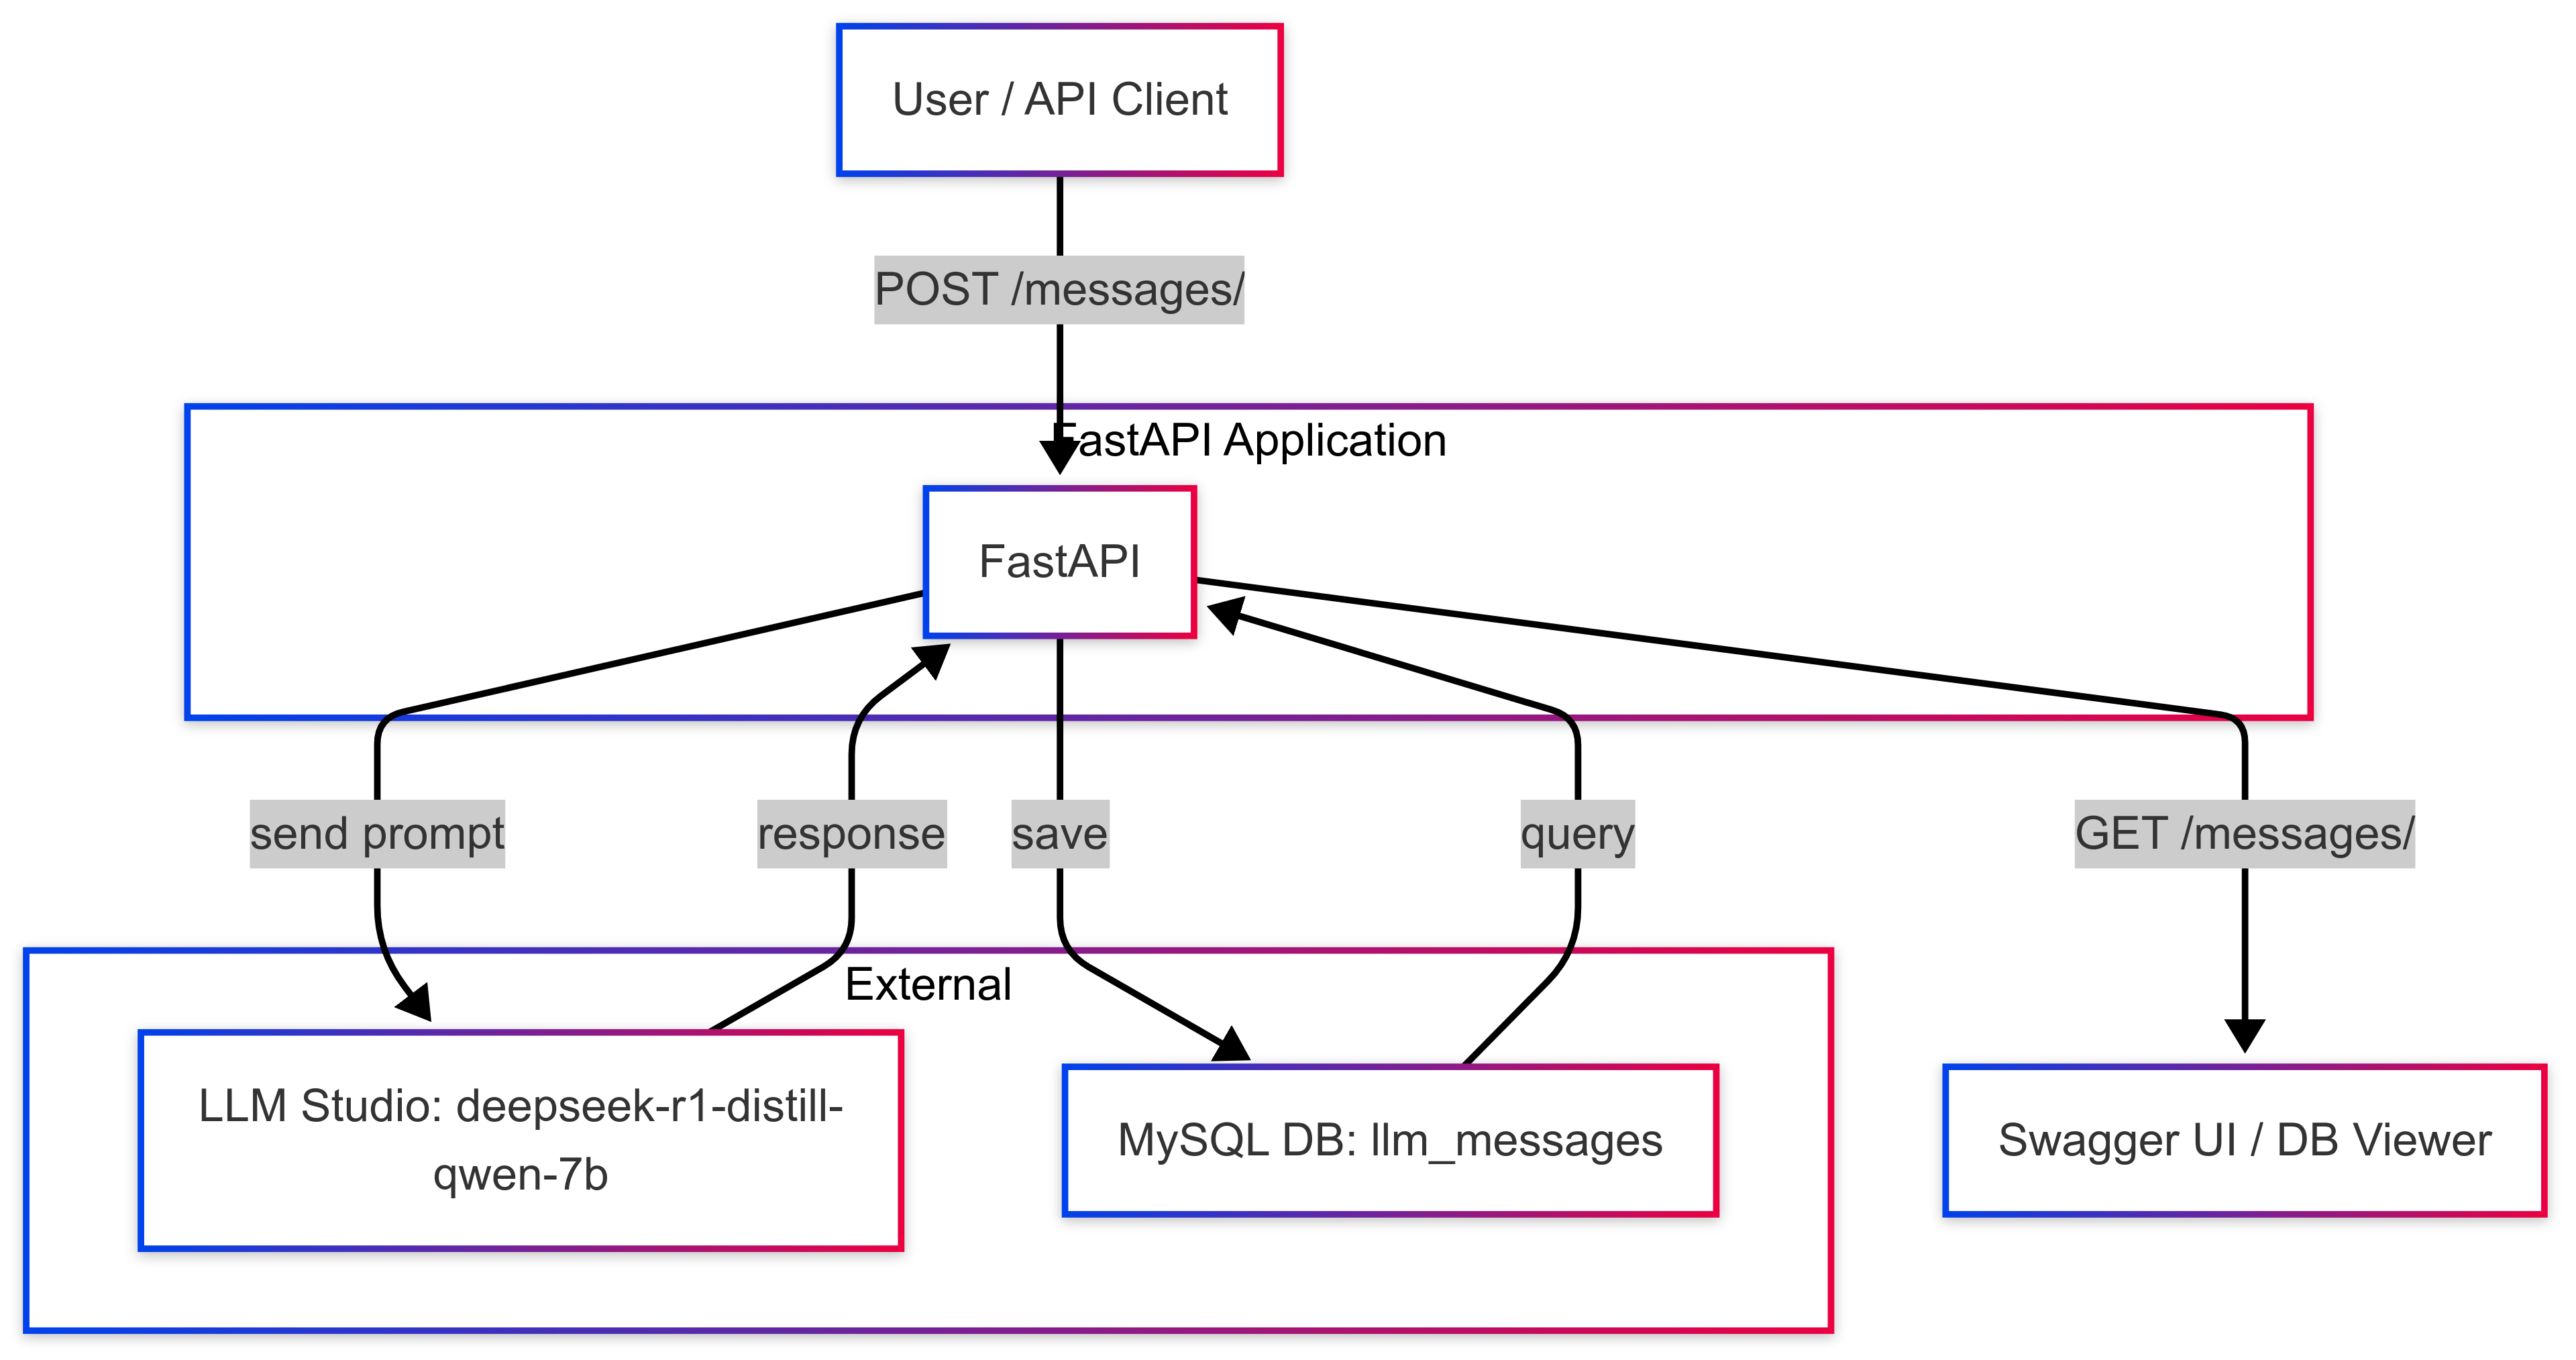 User / API Client
POST /messages/
FastAPI Application
FastAPI
send prompt
response
save
query
GET /messages/
External
LLM Studio: deepseek-r1-distill-
qwen-7b
MySQL DB: llm_messages
Swagger UI / DB Viewer